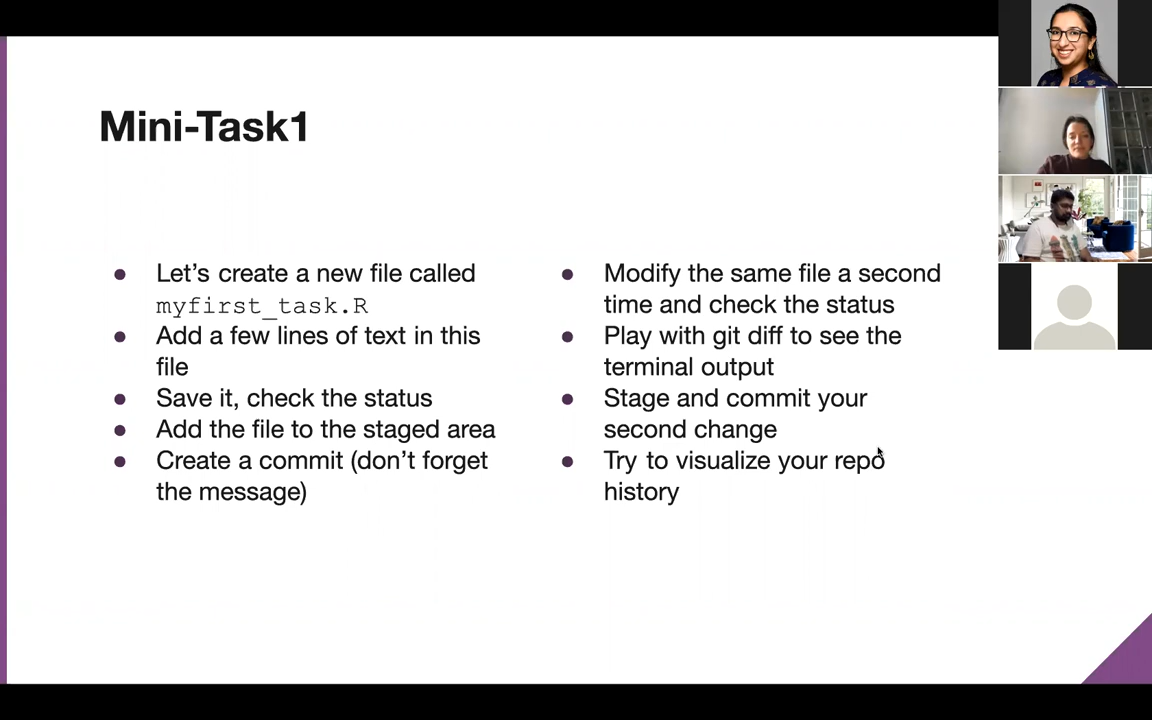 Mini-Task1
● Let's create a new file called
myfirst_task.R
● Add a few lines of text in this
file
● Save it, check the status
● Add the file to the staged area
● Create a commit (don't forget
the message)
● Modify the same file a second
time and check the status
● Play with git diff to see the
terminal output
● Stage and commit your
second change
● Try to visualize your repo
history